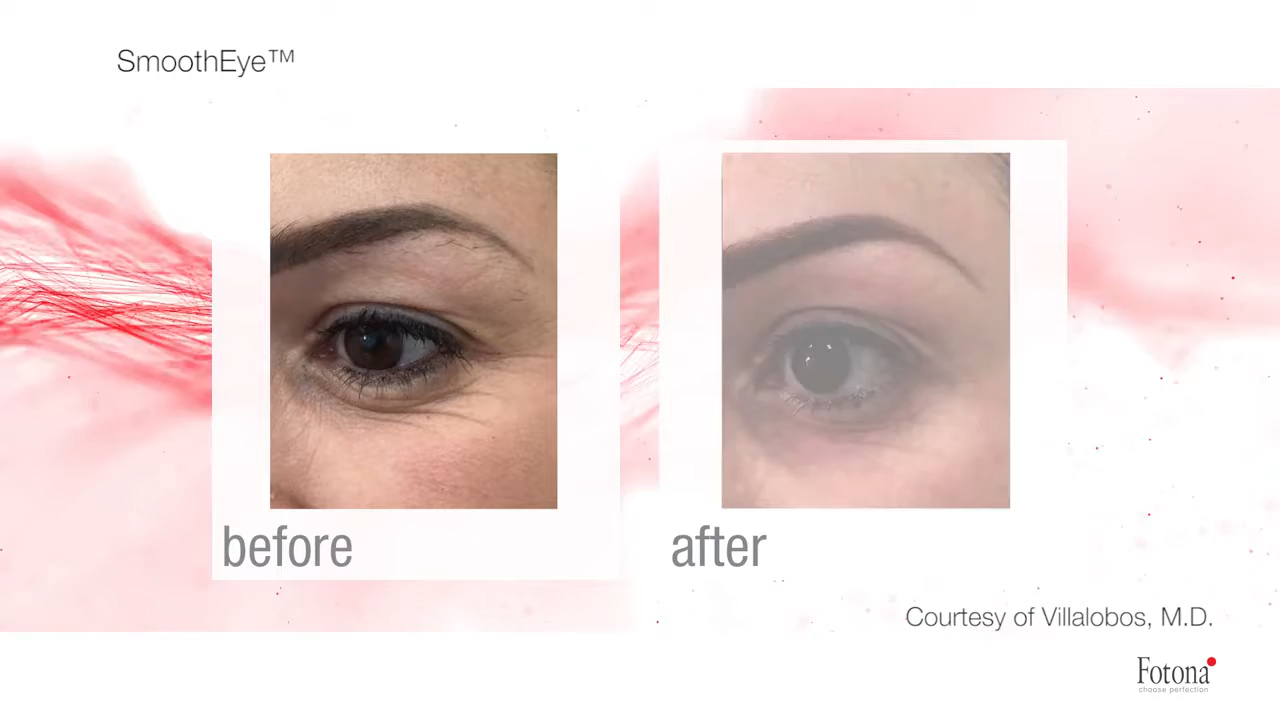 SmoothEye™
before
after
Courtesy of Villalobos, M.D.
Fotona
choose perfection